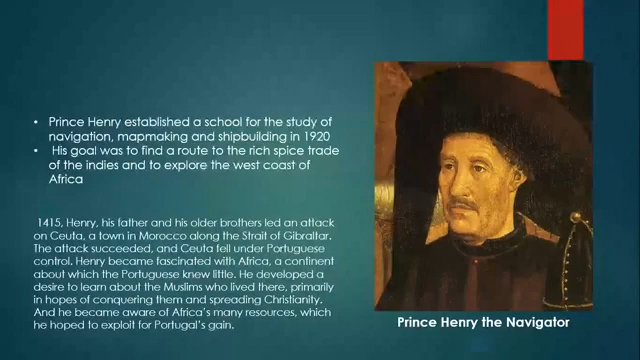 • Prince Henry established a school for the study of
navigation, mapmaking and shipbuilding in 1920
• His goal was to find a route to the rich spice trade
of the indies and to explore the west coast of
Africa
1415, Henry, his father and his older brothers led an attack
on Ceuta, a town in Morocco along the Strait of Gibraltar.
The attack succeeded, and Ceuta fell under Portuguese
control. Henry became fascinated with Africa, a continent
about which the Portuguese knew little. He developed a
desire to learn about the Muslims who lived there, primarily
in hopes of conquering them and spreading Christianity.
And he became aware of Africa's many resources, which
he hoped to exploit for Portugal's gain.
Prince Henry the Navigator